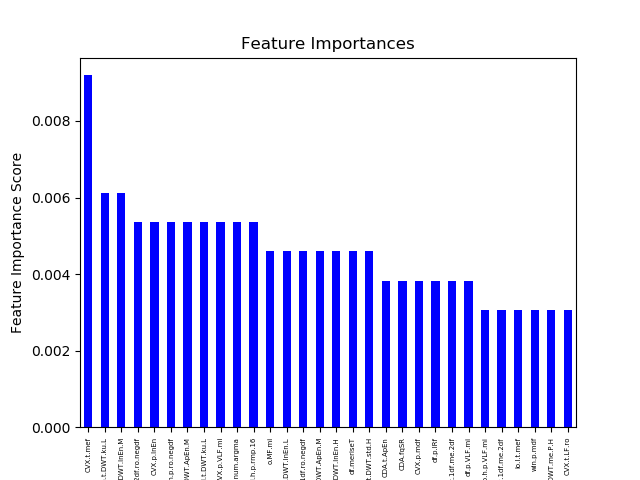 Feature Importances
Feature Importance Score
0.008
0.006
0.004
0.002
0.000
CVX.t.mef
.t.DWT.ku.L
DWT.lnEn.M
2df.ro.negdf
CVX.p.lnEn
n.p.ro.negdf
DWT.ApEn.M
t.DWT.ku.L
VX.p.VLF.mi
num.argma
.h.p.rmp.16
o.MF.mi
.DWT.lnEn.L
1df.ro.negdf
DWT.ApEn.M
DWT.lnEn.H
df.meriseT
t.DWT.std.H
CDA.t.ApEn
CDA.fqSR
CVX.p.mdf
df.p.iRf
.1df.me.2df
df.p.VLF.mi
o.h.p.VLF.mi
.1df.me.2df
lo.l.t.mef
win.p.mdf
DWT.me.P.H
CVX.t.LF.ro